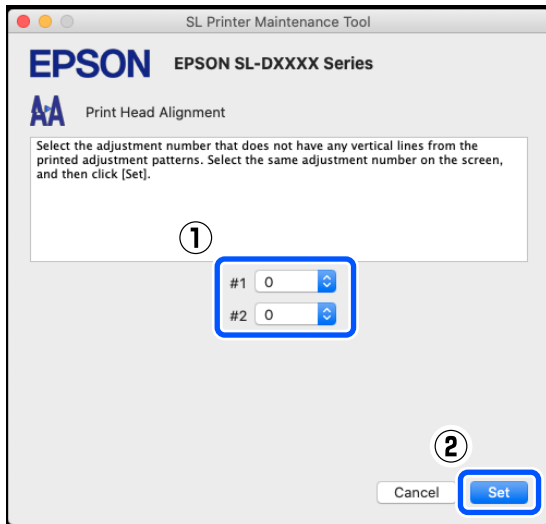 SL Printer Maintenance Tool
EPSON EPSON SL-DXXXX Series
AA Print Head Alignment
Select the adjustment number that does not have any vertical lines from the
printed adjustment patterns. Select the same adjustment number on the screen,
and then click [Set].
①
#1 0
#2 0
②
Cancel Set